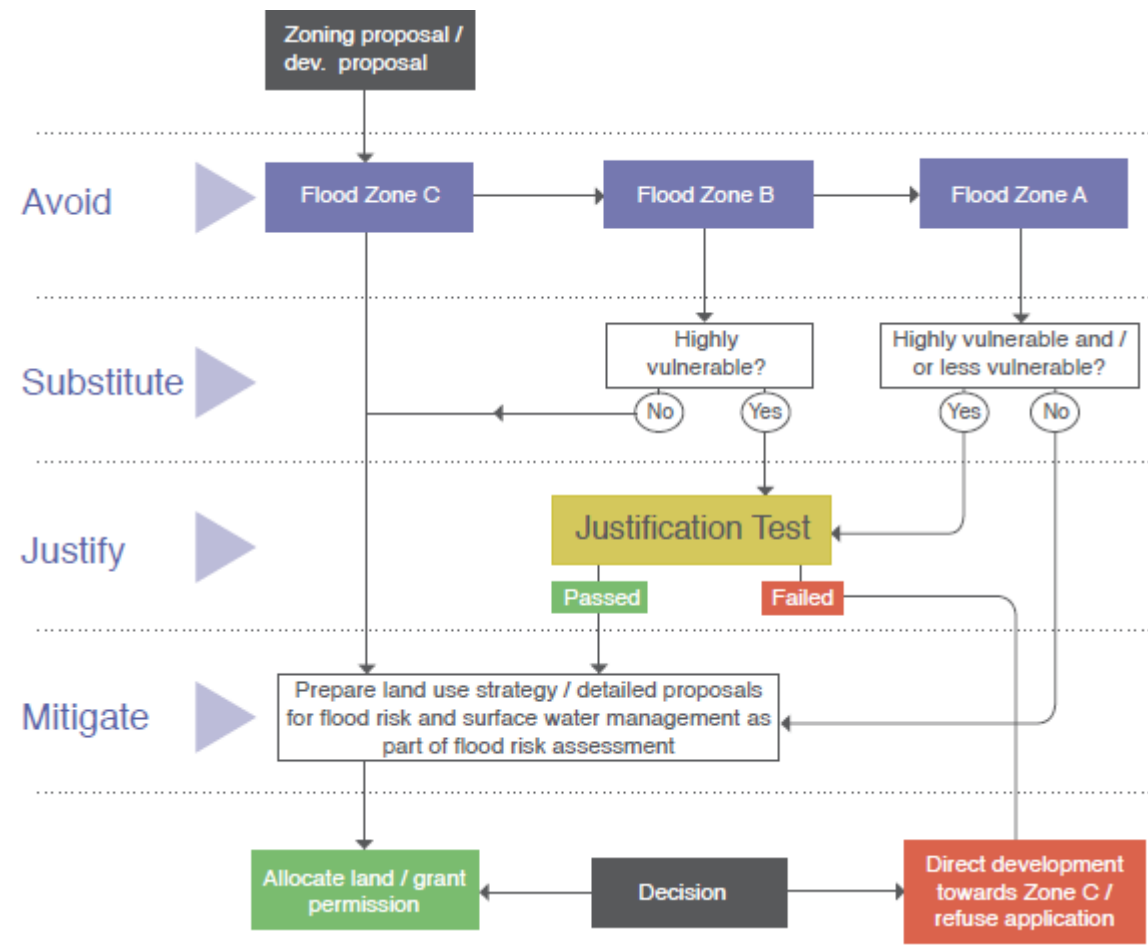 Zoning proposal /
dev. proposal
Avoid
Flood Zone C
Flood Zone B
Flood Zone A
Substitute
Highly
vulnerable?
No
Yes
Highly vulnerable and /
or less vulnerable?
Yes
No
Justify
Justification Test
Passed
Failed
Mitigate
Prepare land use strategy / detailed proposals
for flood risk and surface water management as
part of flood risk assessment
Allocate land / grant
permission
Decision
Direct development
towards Zone C /
refuse application